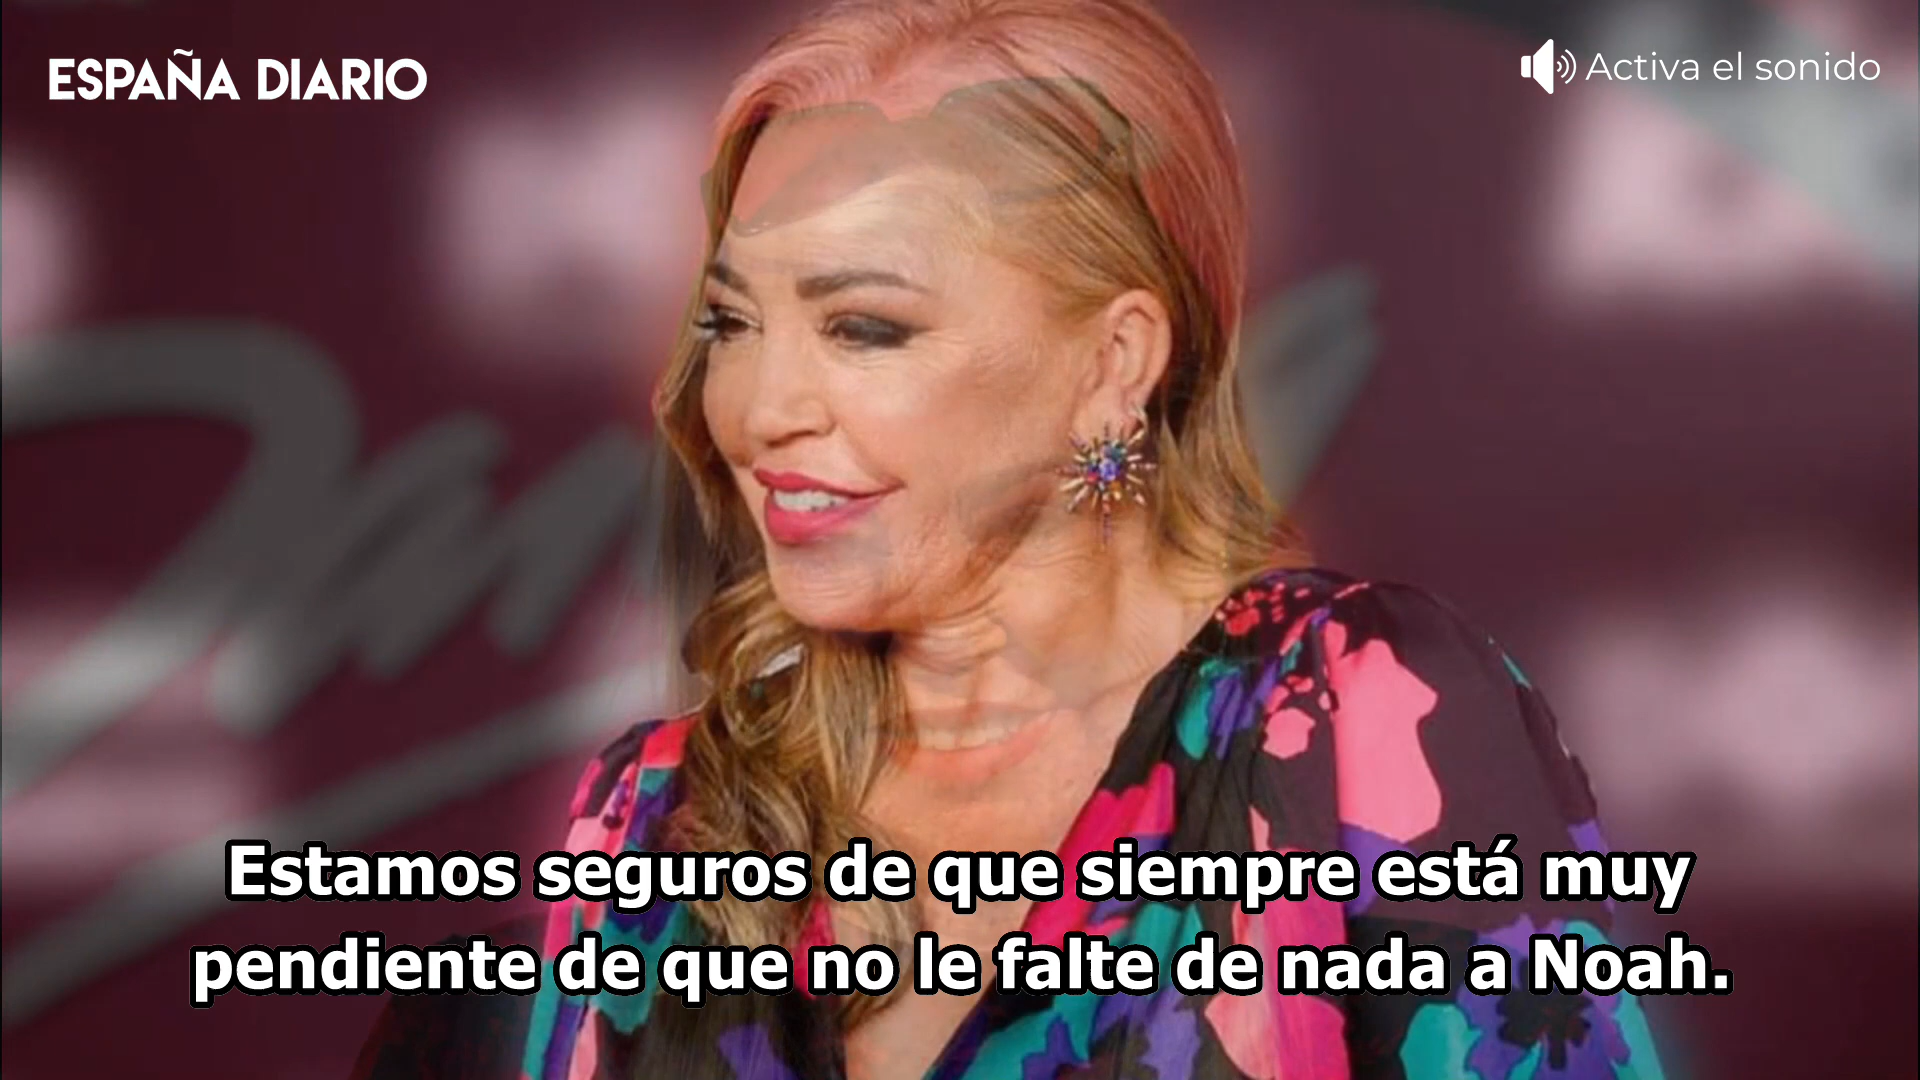 ESPAÑA DIARIO
Activa el sonido
Estamos seguros de que siempre está muy
pendiente de que no le falte de nada a Noah.